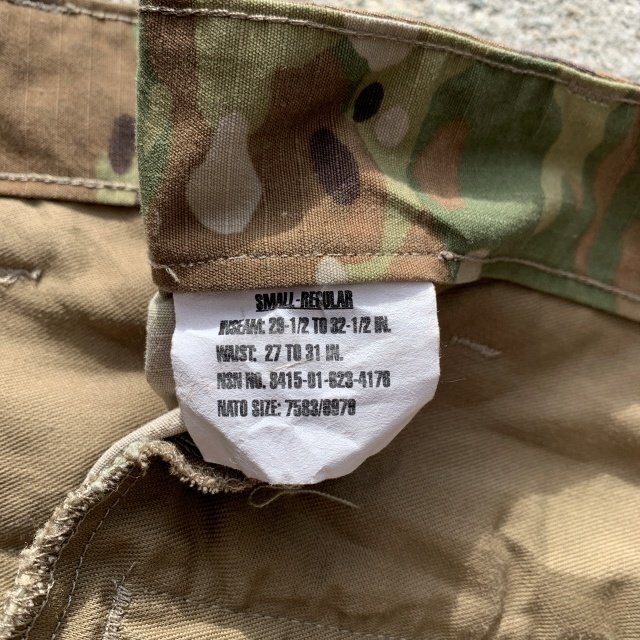 SMALL-REGULAR
INSEAM: 29-1/2 TO 32-1/2 IN.
WAIST: 27 TO 31 IN.
NSN NO. 8415-01-623-4178
NATO SIZE: 7583/6979